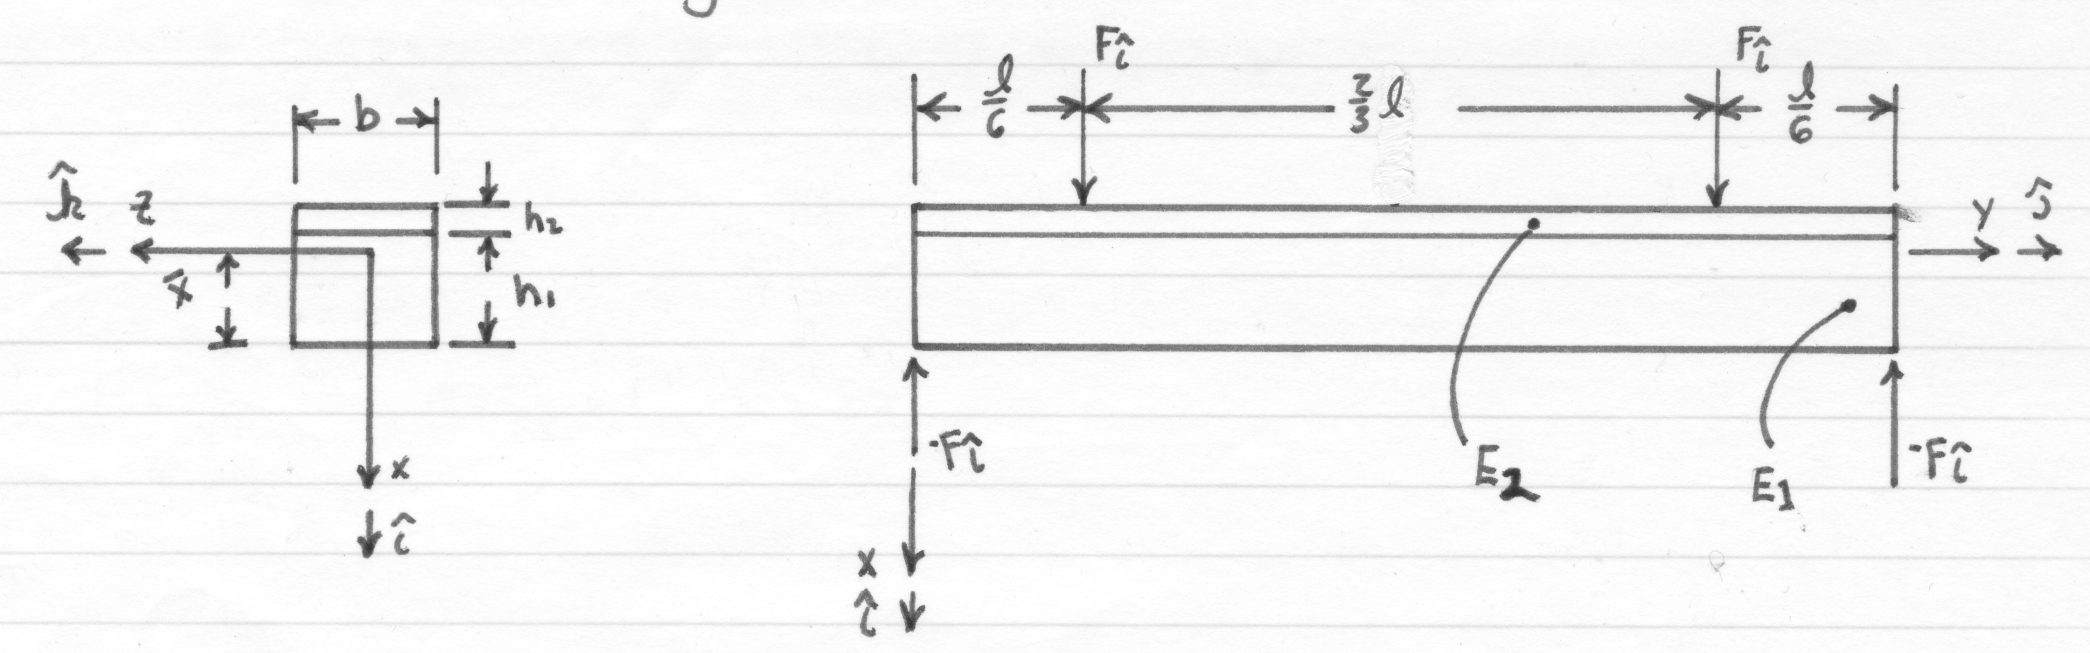 Fî Fî
l/6 2/3 l l/6
b
k̂ z h₂ y ĵ
x̄ h₁
-Fî E₂ E₁ -Fî
x x
î î